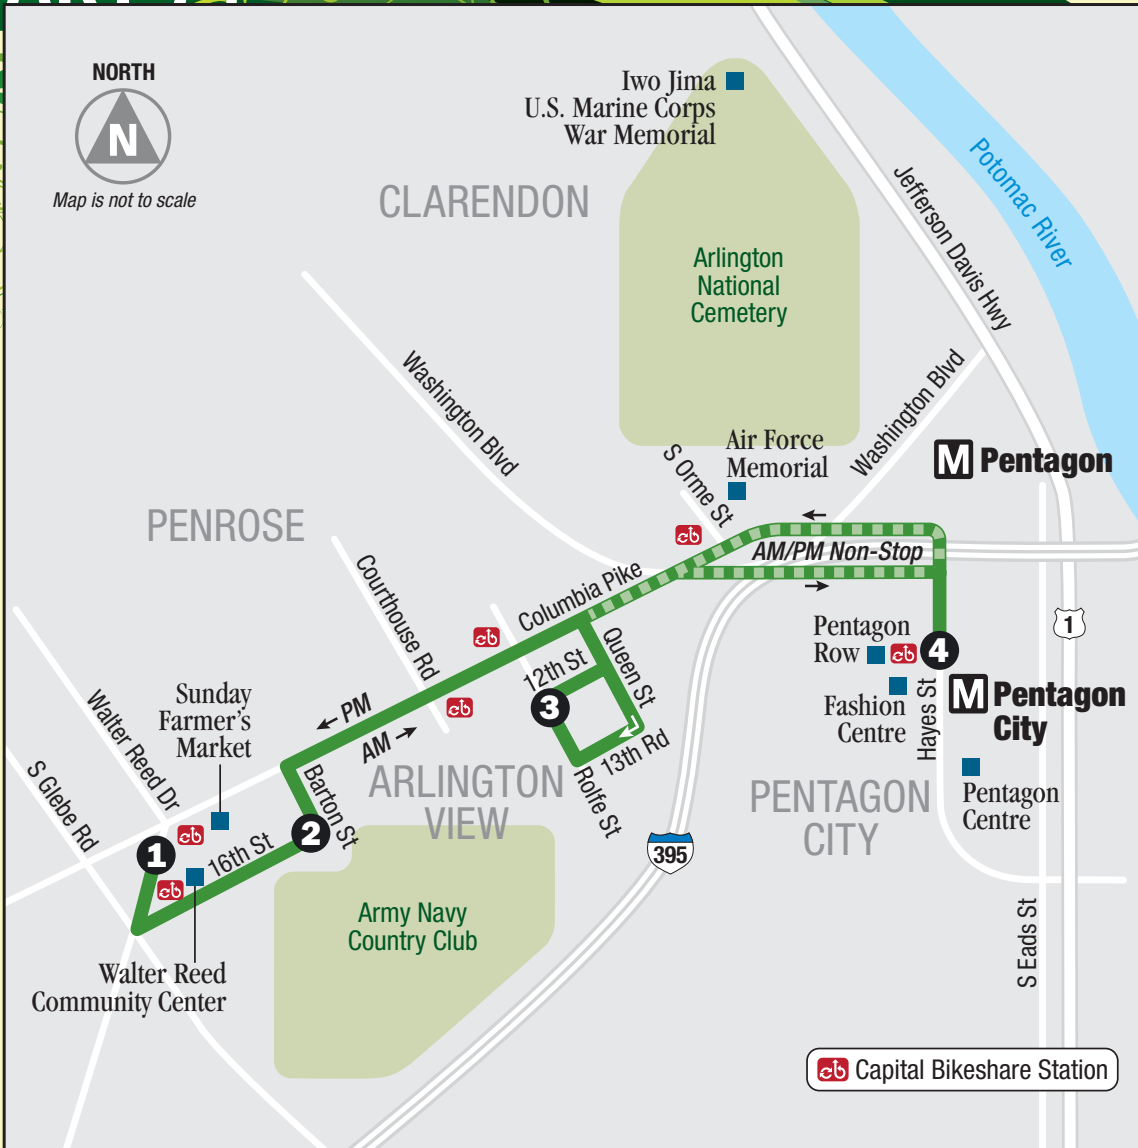 NORTH
N
Map is not to scale
Iwo Jima
U.S. Marine Corps
War Memorial
CLARENDON
Arlington
National
Cemetery
Potomac River
Jefferson Davis Hwy
Washington Blvd
Washington Blvd
Air Force
Memorial
S Orme St
M Pentagon
PENROSE
AM/PM Non-Stop
Courthouse Rd
Columbia Pike
1
Pentagon
Row
4
Queen St
12th St
3
Sunday
Farmer's
Market
Walter Reed Dr
PM
AM
Fashion
Centre
Hayes St
M Pentagon
City
13th Rd
Rolfe St
ARLINGTON
VIEW
Barton St
PENTAGON
CITY
Pentagon
Centre
S Glebe Rd
2
1
16th St
395
Army Navy
Country Club
S Eads St
Walter Reed
Community Center
Capital Bikeshare Station